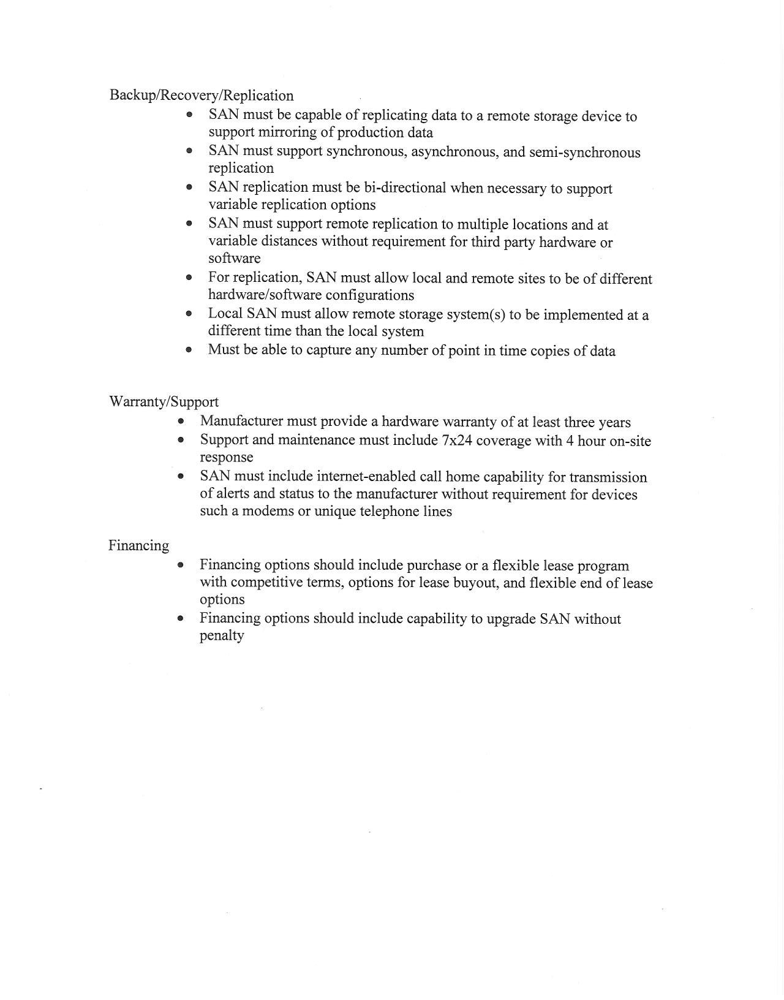 Backup/Recovery/Replication
• SAN must be capable of replicating data to a remote storage device to
support mirroring of production data
• SAN must support synchronous, asynchronous, and semi-synchronous
replication
• SAN replication must be bi-directional when necessary to support
variable replication options
• SAN must support remote replication to multiple locations and at
variable distances without requirement for third party hardware or
software
• For replication, SAN must allow local and remote sites to be of different
hardware/software configurations
• Local SAN must allow remote storage system(s) to be implemented at a
different time than the local system
• Must be able to capture any number of point in time copies of data
Warranty/Support
• Manufacturer must provide a hardware warranty of at least three years
• Support and maintenance must include 7x24 coverage with 4 hour on-site
response
• SAN must include internet-enabled call home capability for transmission
of alerts and status to the manufacturer without requirement for devices
such a modems or unique telephone lines
Financing
• Financing options should include purchase or a flexible lease program
with competitive terms, options for lease buyout, and flexible end of lease
options
• Financing options should include capability to upgrade SAN without
penalty